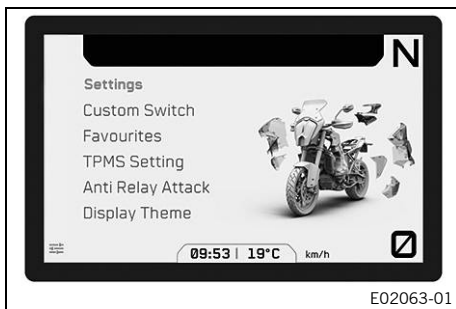 N
Settings
Custom Switch
Favourites
TPMS Setting
Anti Relay Attack
Display Theme
09:53 | 19°C km/h
E02063-01